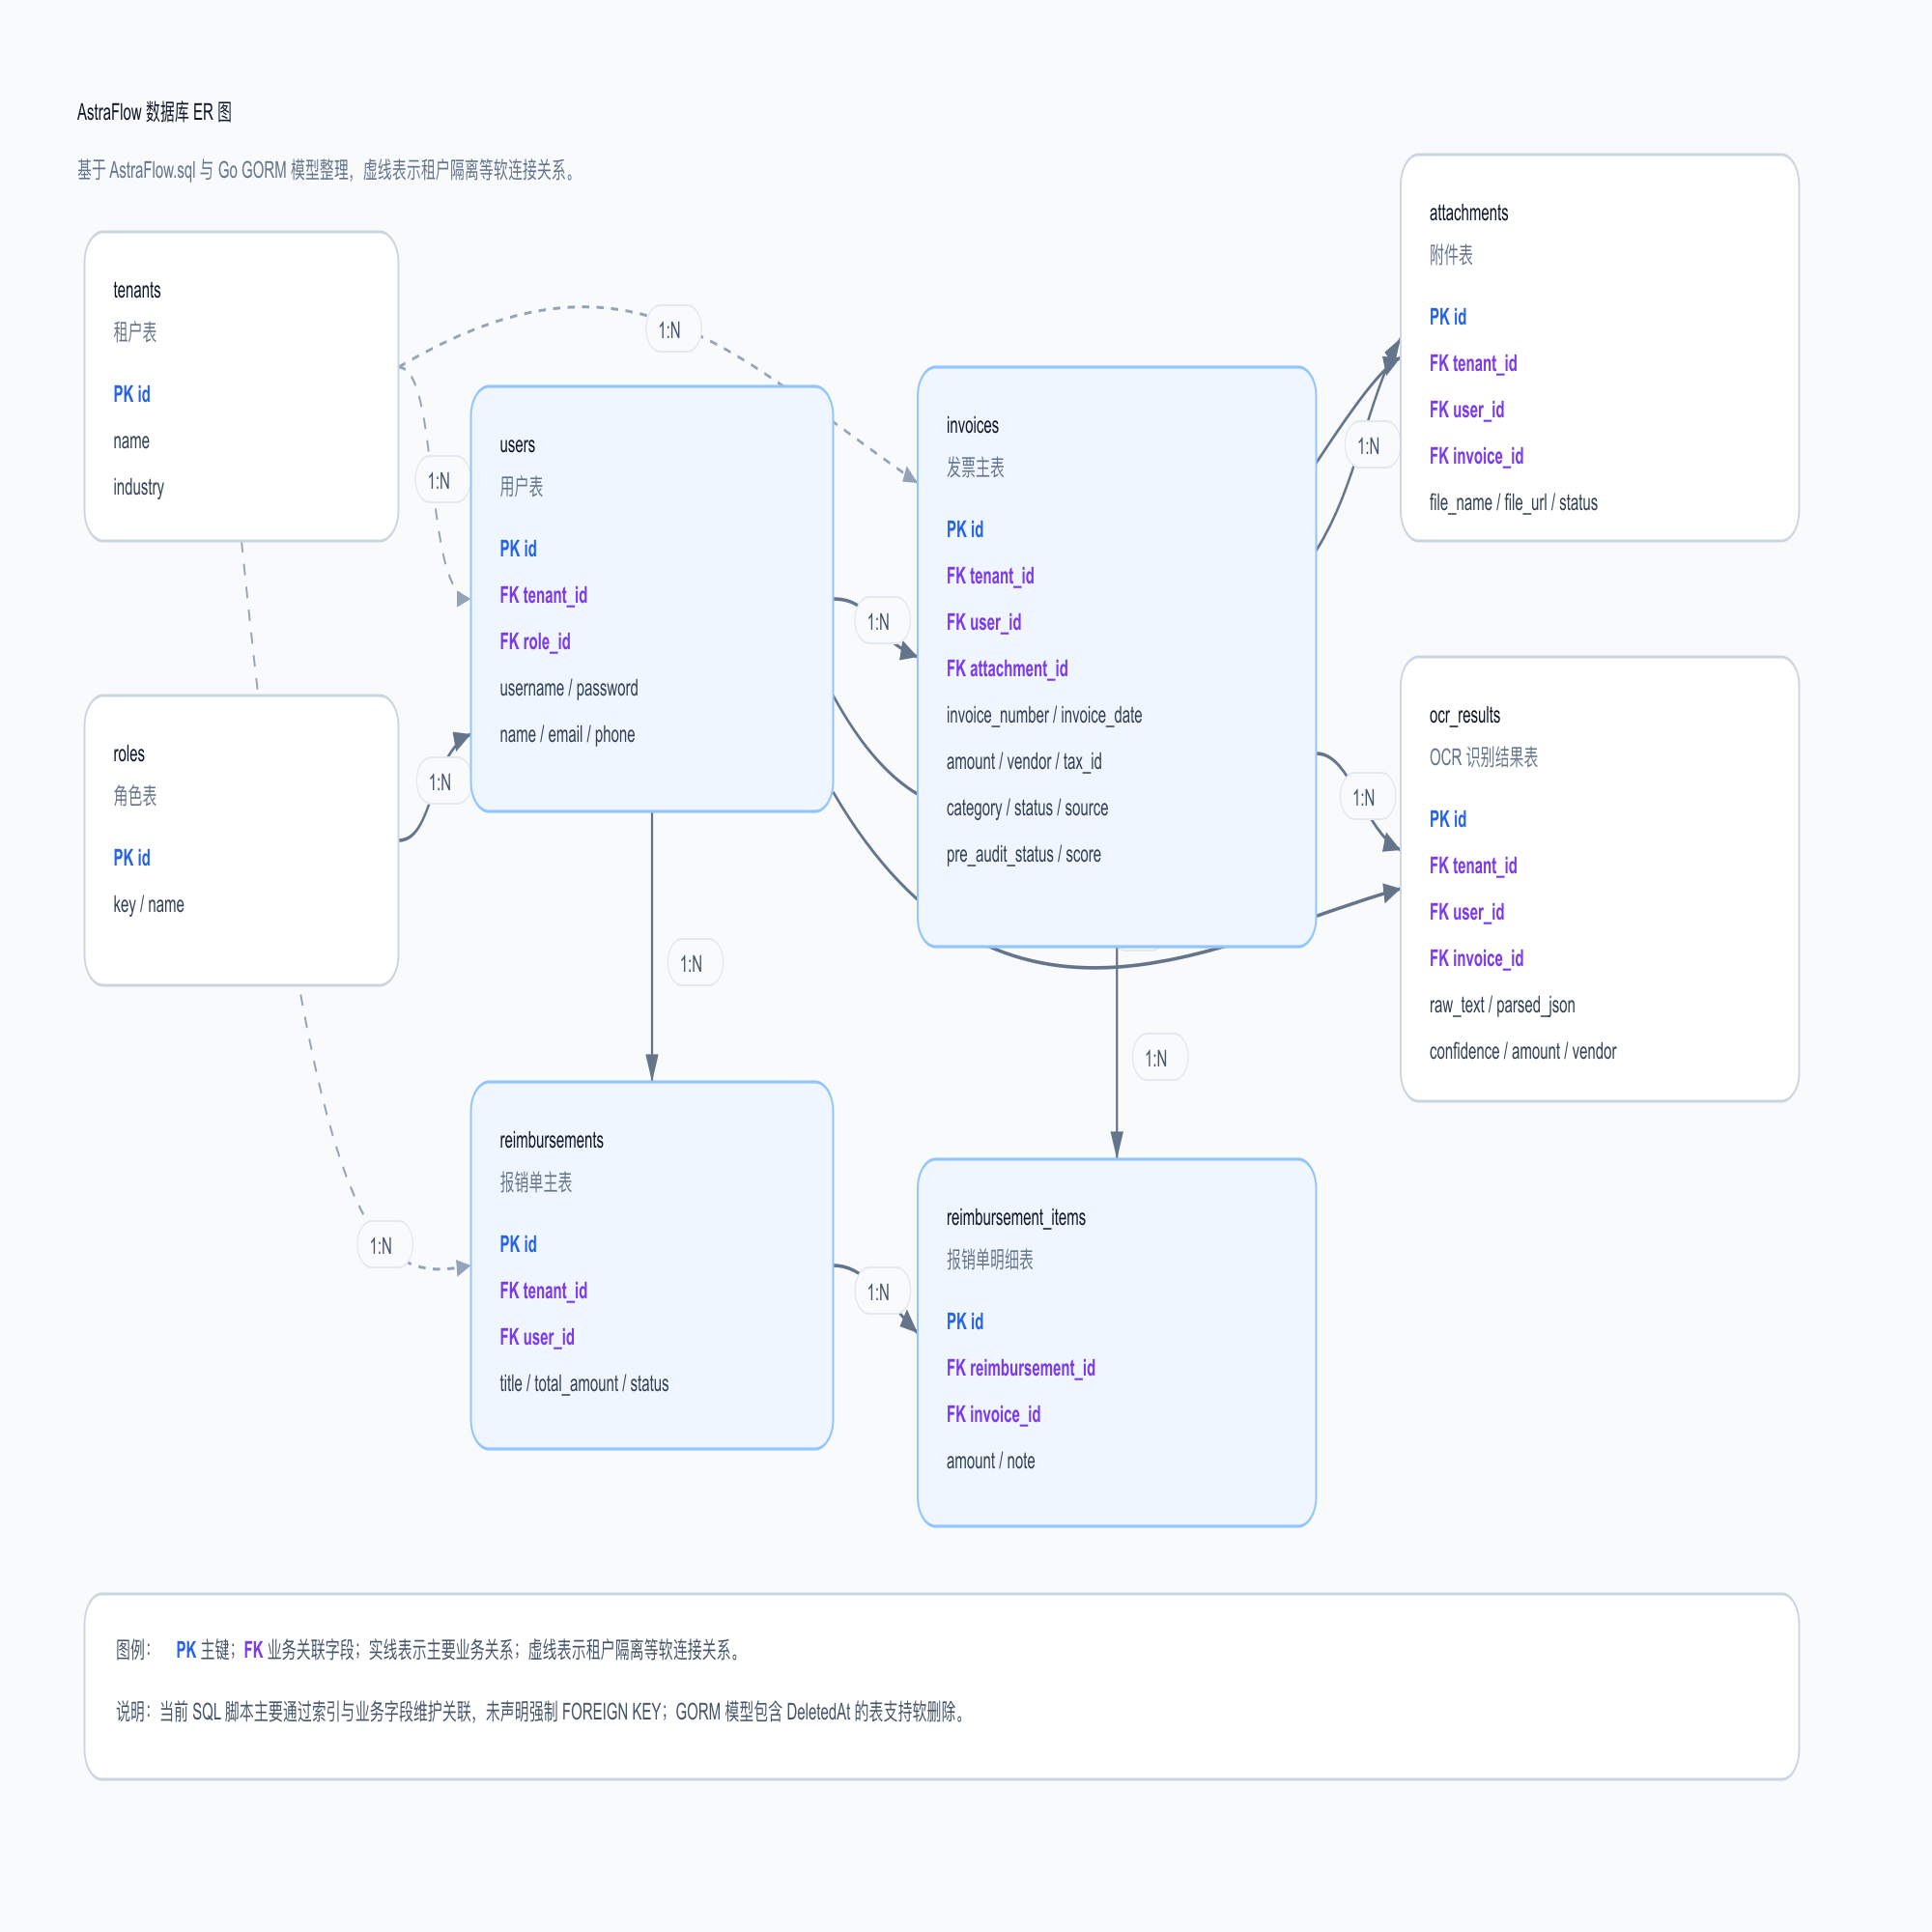 AstraFlow 数据库 ER 图
基于 AstraFlow.sql 与 Go GORM 模型整理，虚线表示租户隔离等软连接关系。
tenants
租户表
PK id
name
industry
1:N
1:N
users
用户表
PK id
FK tenant_id
FK role_id
username / password
name / email / phone
1:N
invoices
发票主表
PK id
FK tenant_id
FK user_id
FK attachment_id
invoice_number / invoice_date
amount / vendor / tax_id
category / status / source
pre_audit_status / score
1:N
attachments
附件表
PK id
FK tenant_id
FK user_id
FK invoice_id
file_name / file_url / status
roles
角色表
PK id
key / name
1:N
1:N
ocr_results
OCR 识别结果表
PK id
FK tenant_id
FK user_id
FK invoice_id
raw_text / parsed_json
confidence / amount / vendor
1:N
1:N
1:N
reimbursements
报销单主表
PK id
FK tenant_id
FK user_id
title / total_amount / status
1:N
reimbursement_items
报销单明细表
PK id
FK reimbursement_id
FK invoice_id
amount / note
图例： PK 主键；FK 业务关联字段；实线表示主要业务关系；虚线表示租户隔离等软连接关系。
说明：当前 SQL 脚本主要通过索引与业务字段维护关联，未声明强制 FOREIGN KEY；GORM 模型包含 DeletedAt 的表支持软删除。